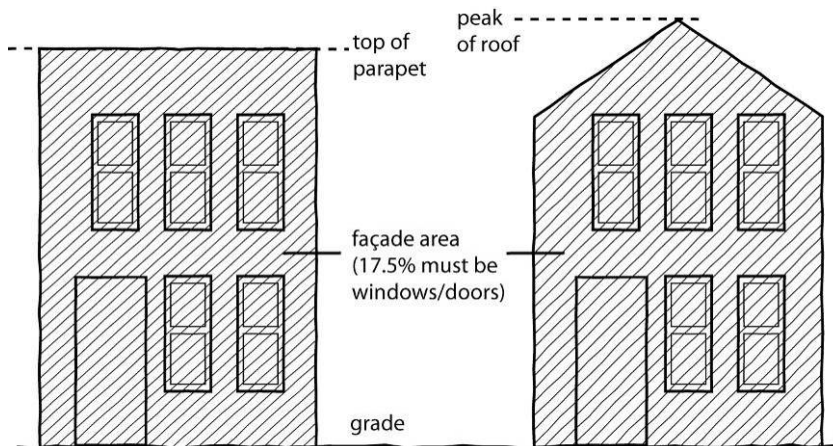 top of
parapet
peak
of roof
façade area
(17.5% must be
windows/doors)
grade